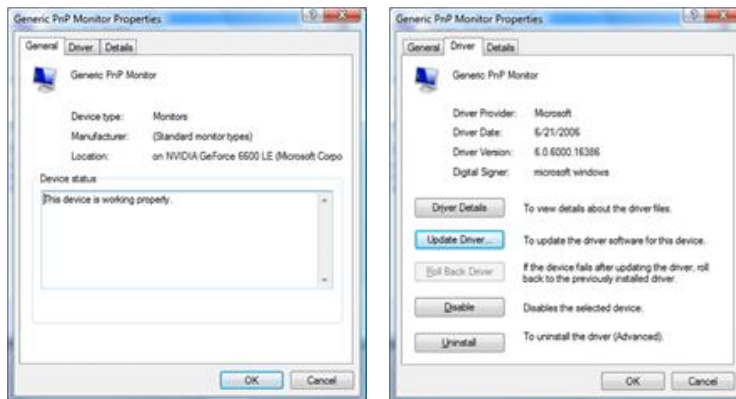 Generic PnP Monitor Properties
General Driver Details
Generic PnP Monitor
Device type: Monitors
Manufacturer: (Standard monitor types)
Location: on NVIDIA GeForce 6600 LE (Microsoft Corpo
Device status
This device is working properly.
OK Cancel
Generic PnP Monitor Properties
General Driver Details
Generic PnP Monitor
Driver Provider: Microsoft
Driver Date: 6/21/2006
Driver Version: 6.0.6000.16386
Digital Signer: microsoft windows
Driver Details To view details about the driver files.
Update Driver... To update the driver software for this device.
Roll Back Driver If the device fails after updating the driver, roll
back to the previously installed driver.
Disable Disables the selected device.
Uninstall To uninstall the driver (Advanced).
OK Cancel